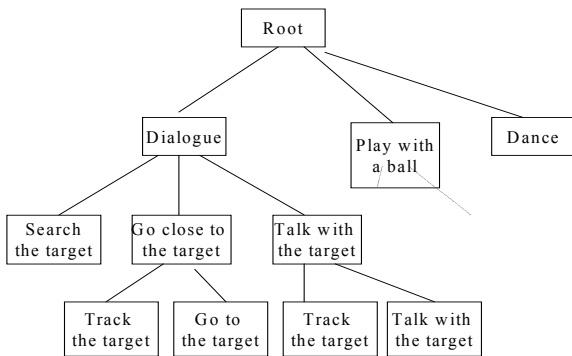 Root
Dialogue
Play with
a ball
Dance
Search
the target
Go close to
the target
Talk with
the target
Track
the target
Go to
the target
Track
the target
Talk with
the target